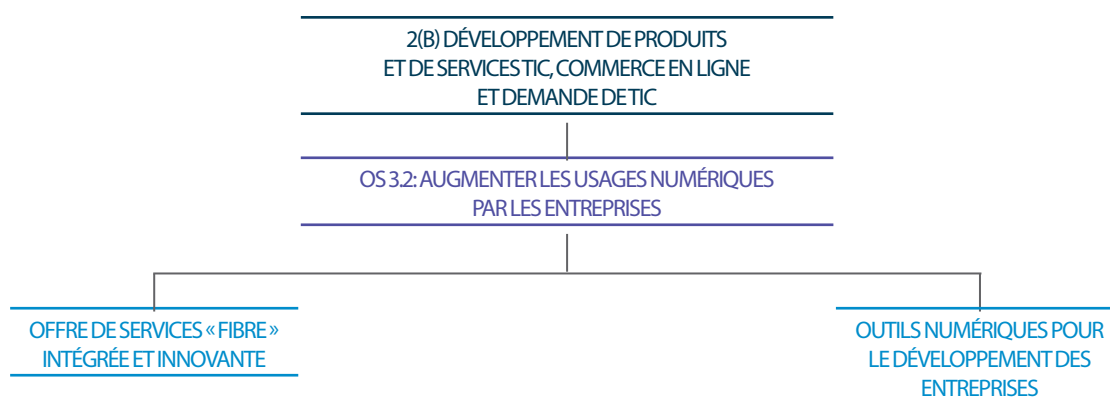 2(B) DÉVELOPPEMENT DE PRODUITS
ET DE SERVICES TIC, COMMERCE EN LIGNE
ET DEMANDE DE TIC
OS 3.2: AUGMENTER LES USAGES NUMÉRIQUES
PAR LES ENTREPRISES
OFFRE DE SERVICES « FIBRE »
INTÉGRÉE ET INNOVANTE
OUTILS NUMÉRIQUES POUR
LE DÉVELOPPEMENT DES
ENTREPRISES